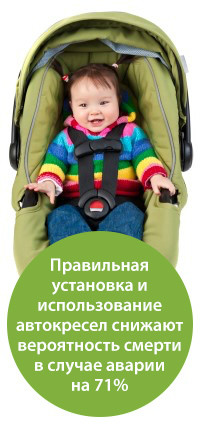 Правильная
установка и
использование
автокресел снижают
вероятность смерти
в случае аварии
на 71%